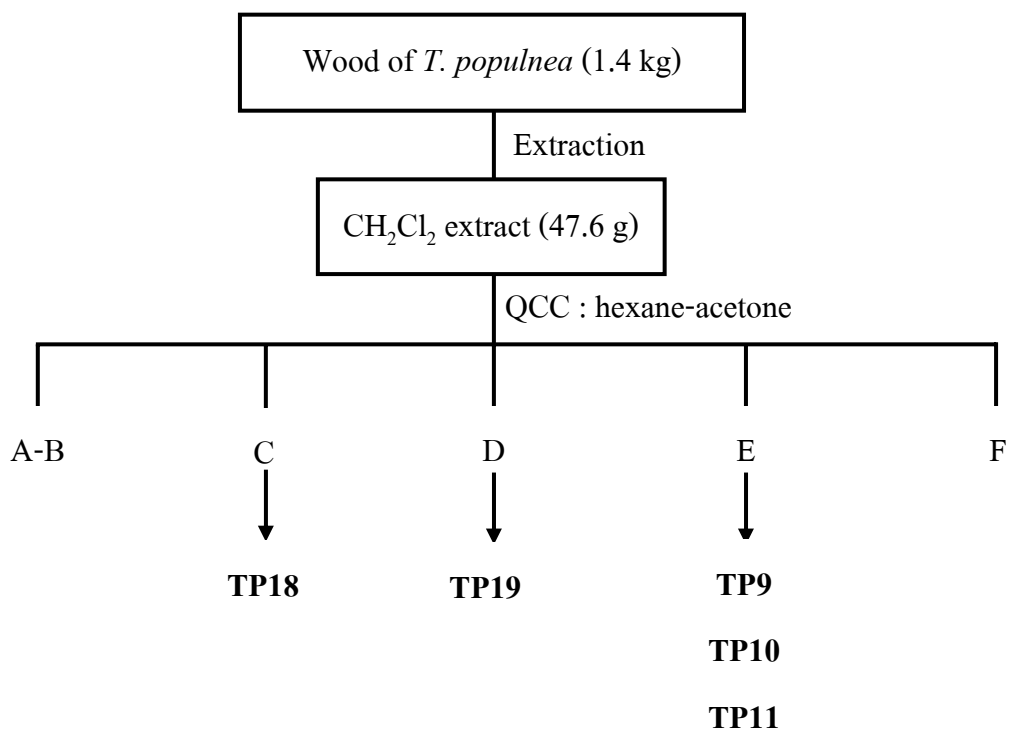 Wood of T. populnea (1.4 kg)
Extraction
CH₂Cl₂ extract (47.6 g)
QCC : hexane-acetone
A-B C D E F
TP18 TP19 TP9
TP10
TP11